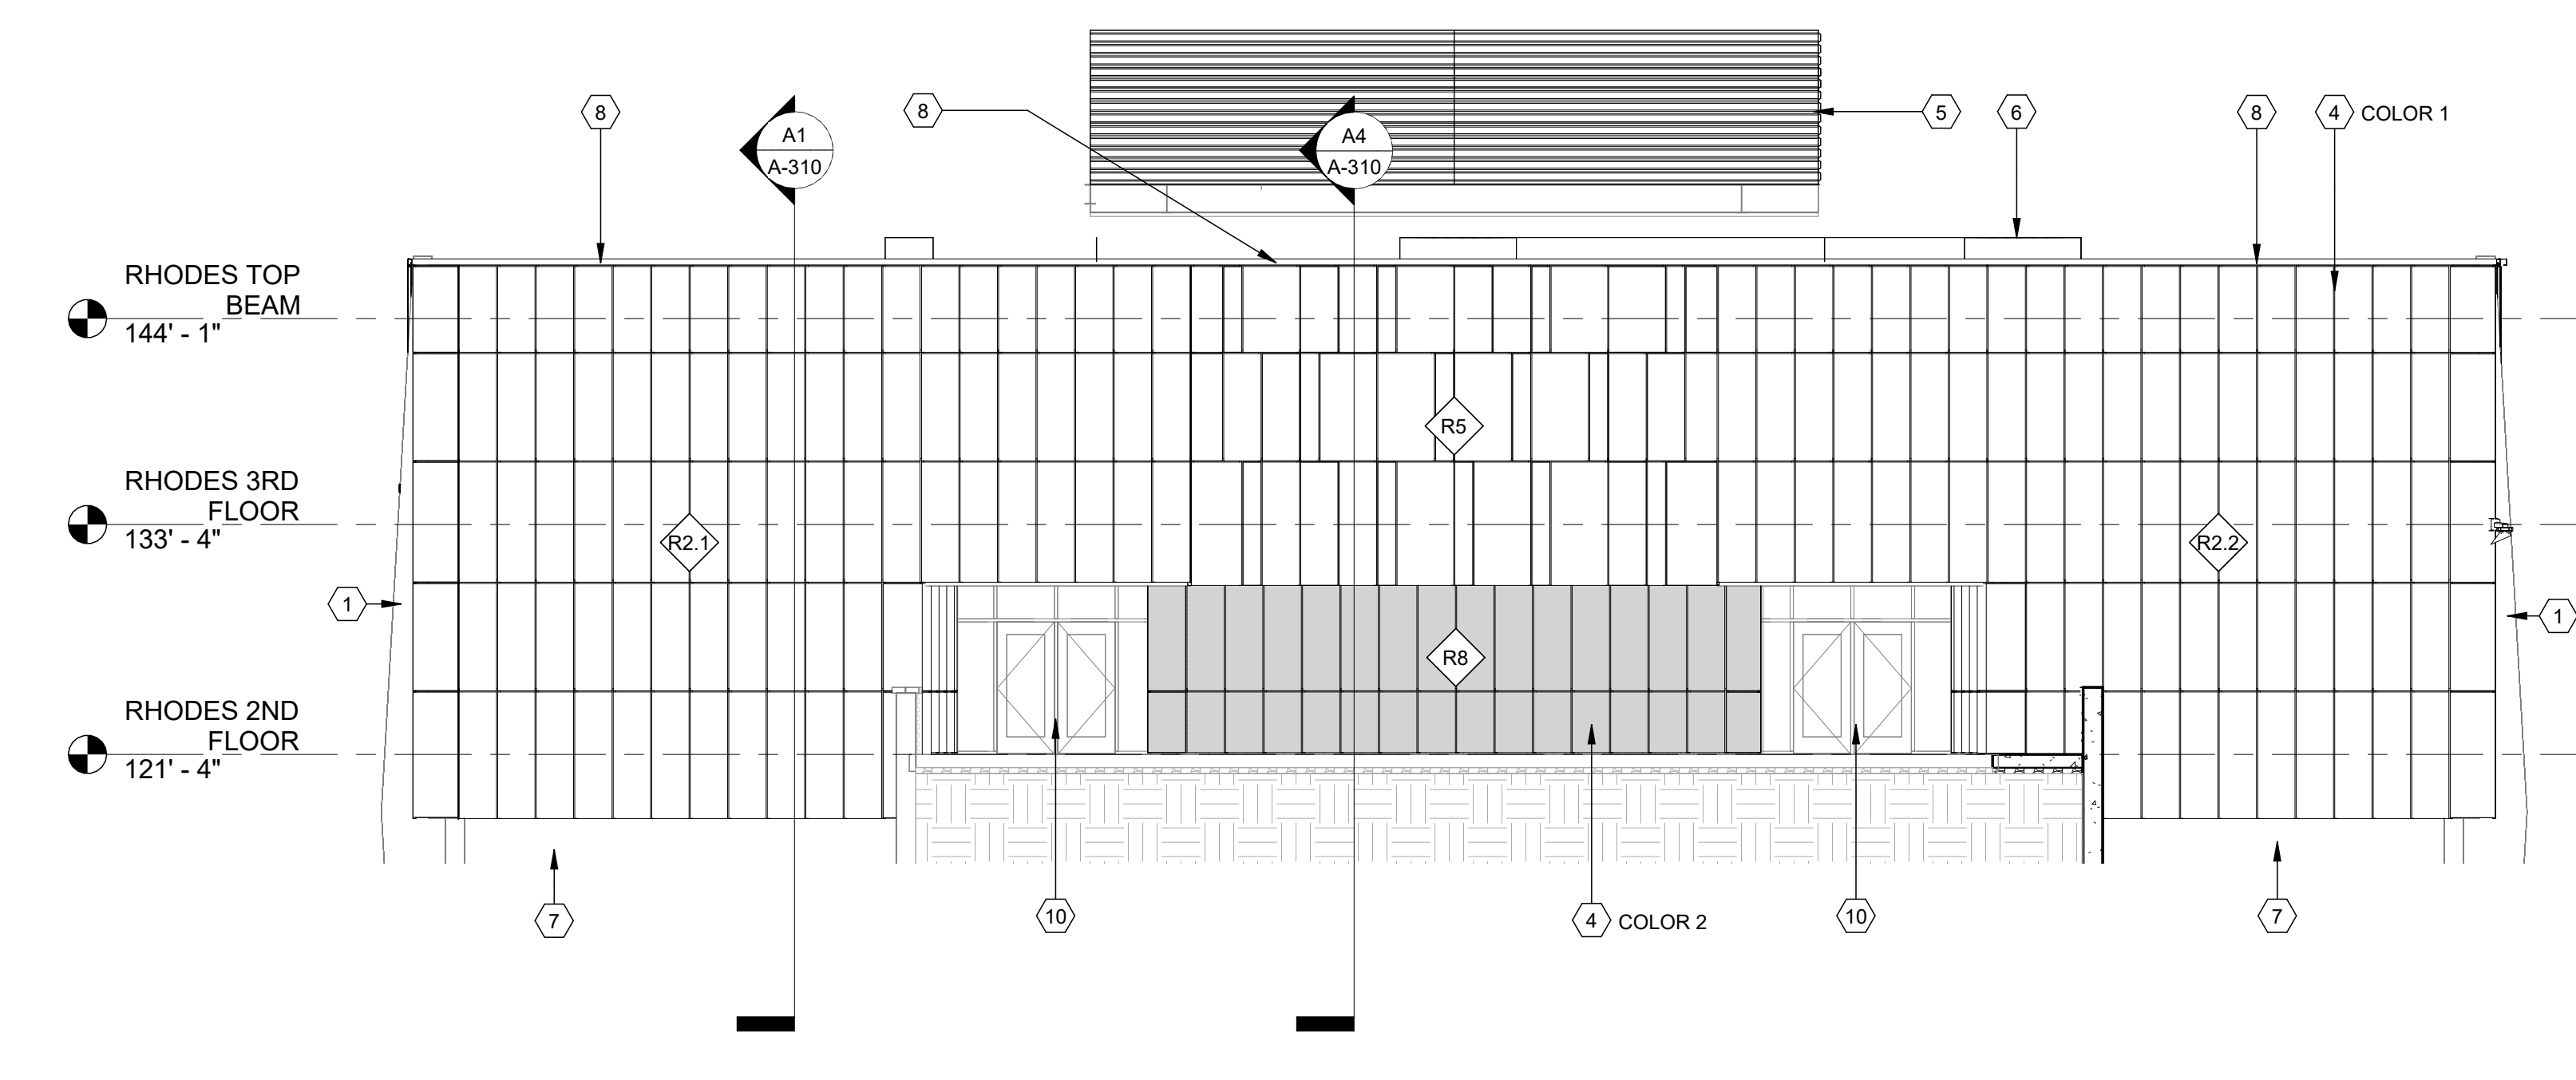 8
A1
A-310
8
A4
A-310
5
6
8
4 COLOR 1
RHODES TOP
BEAM
144' - 1"
R5
RHODES 3RD
FLOOR
133' - 4"
R2.1
R2.2
1
1
R8
RHODES 2ND
FLOOR
121' - 4"
7
10
4 COLOR 2
10
7